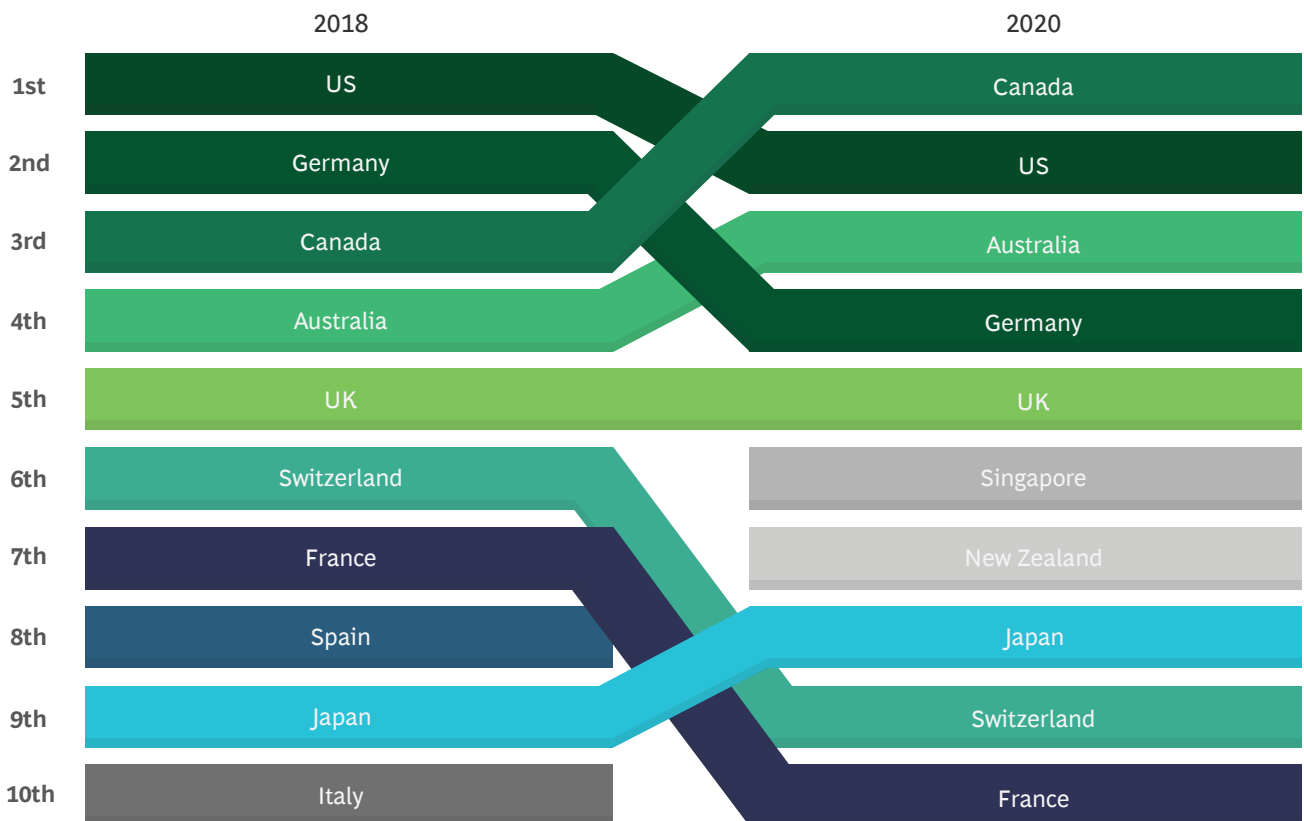 2018 2020
1st US Canada
2nd Germany US
3rd Canada Australia
4th Australia Germany
5th UK UK
6th Switzerland Singapore
7th France New Zealand
8th Spain Japan
9th Japan Switzerland
10th Italy France